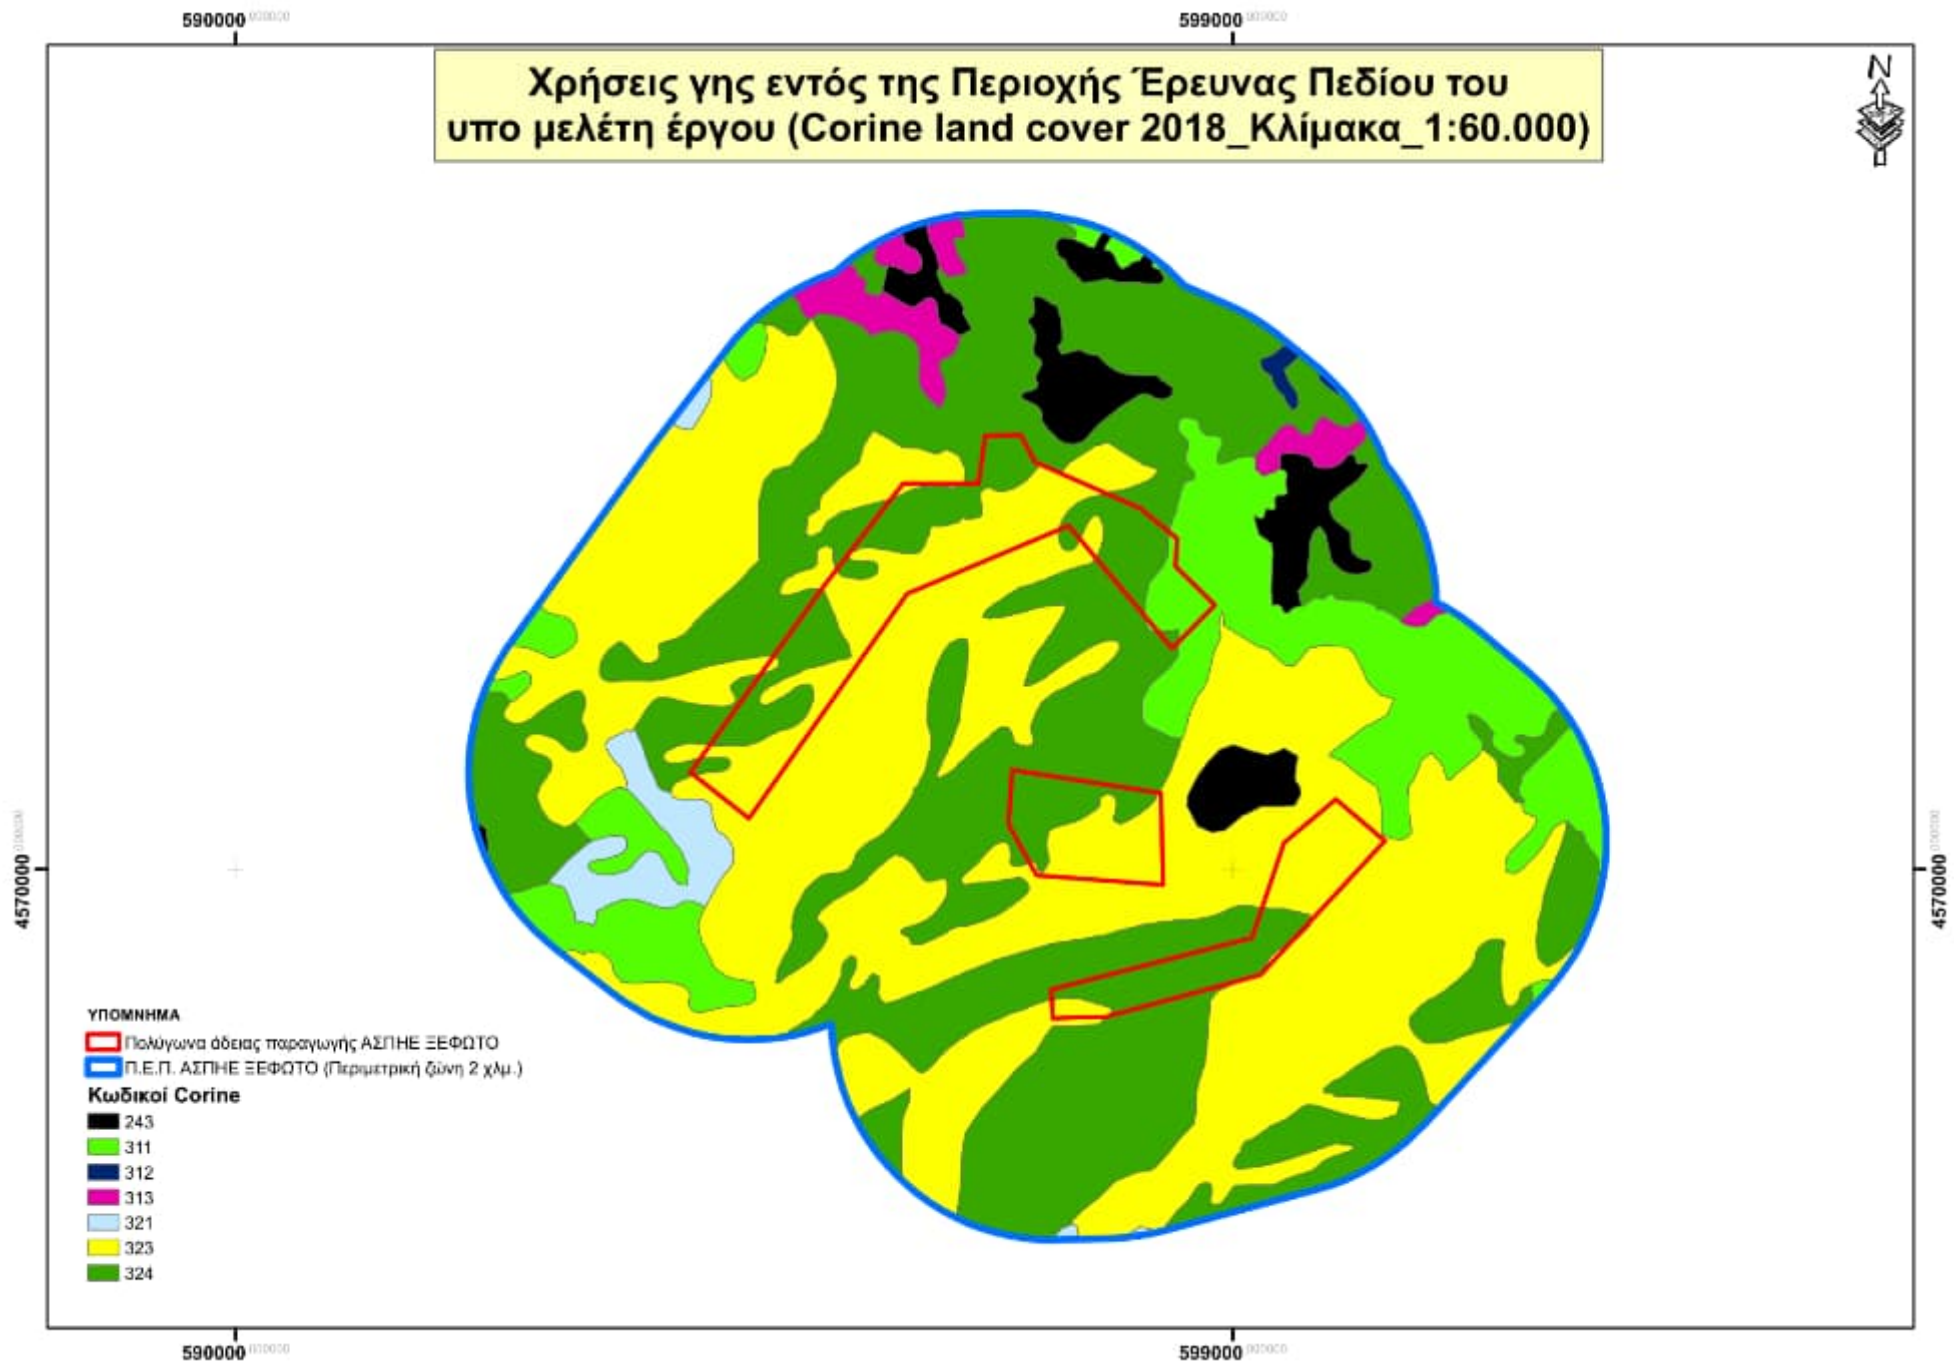 590000 599000
N
Χρήσεις γης εντός της Περιοχής Έρευνας Πεδίου του
υπο μελέτη έργου (Corine land cover 2018_Κλίμακα_1:60.000)
4570000 4570000
ΥΠΟΜΝΗΜΑ
Πολύγωνα άδειας παραγωγής ΑΣΠΗΕ ΞΕΦΩΤΟ
Π.Ε.Π. ΑΣΠΗΕ ΞΕΦΩΤΟ (Περιμετρική ζώνη 2 χλμ.)
Κωδικοί Corine
243
311
312
313
321
323
324
590000 599000